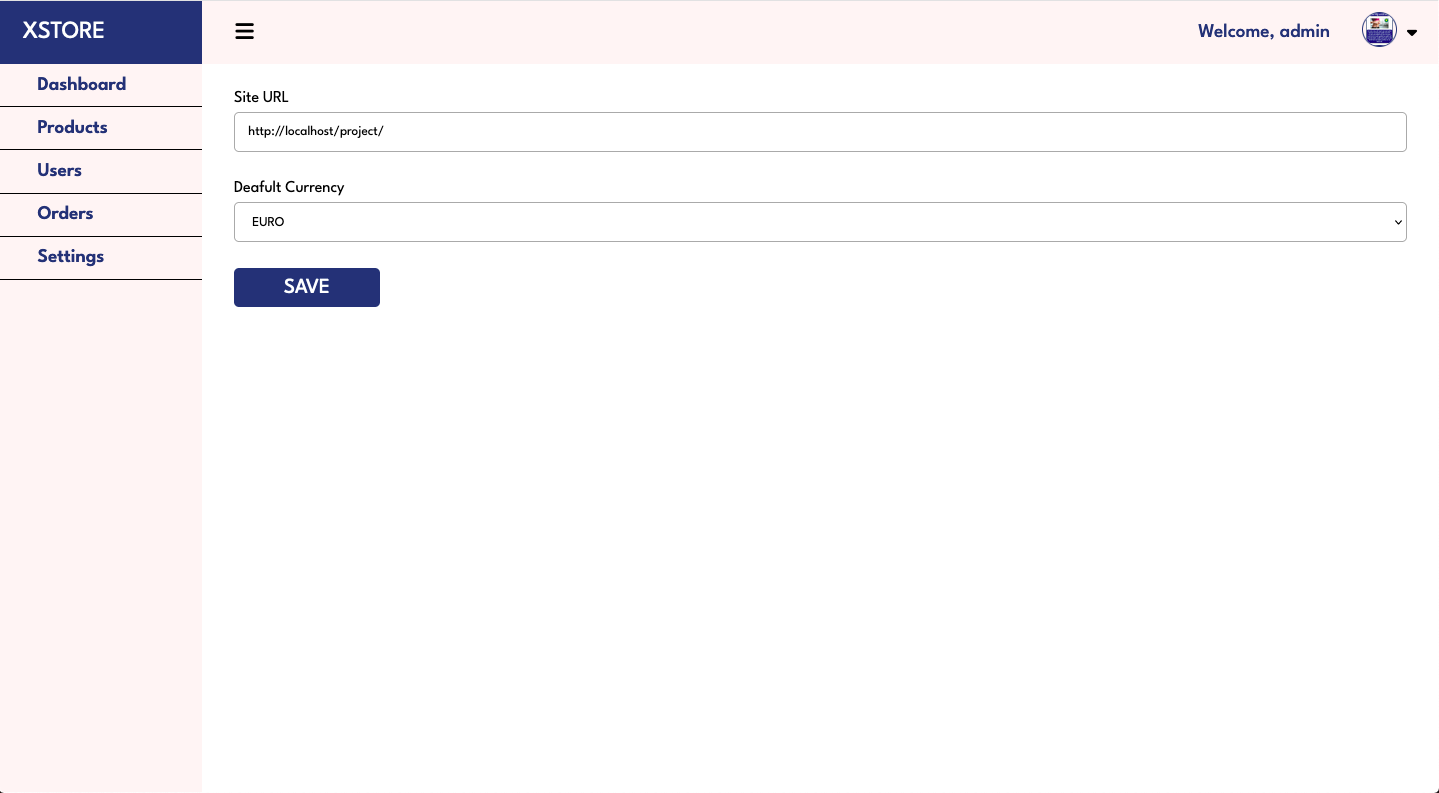 XSTORE
Welcome, admin
Dashboard
Products
Users
Orders
Settings
Site URL
http://localhost/project/
Deafult Currency
EURO
SAVE